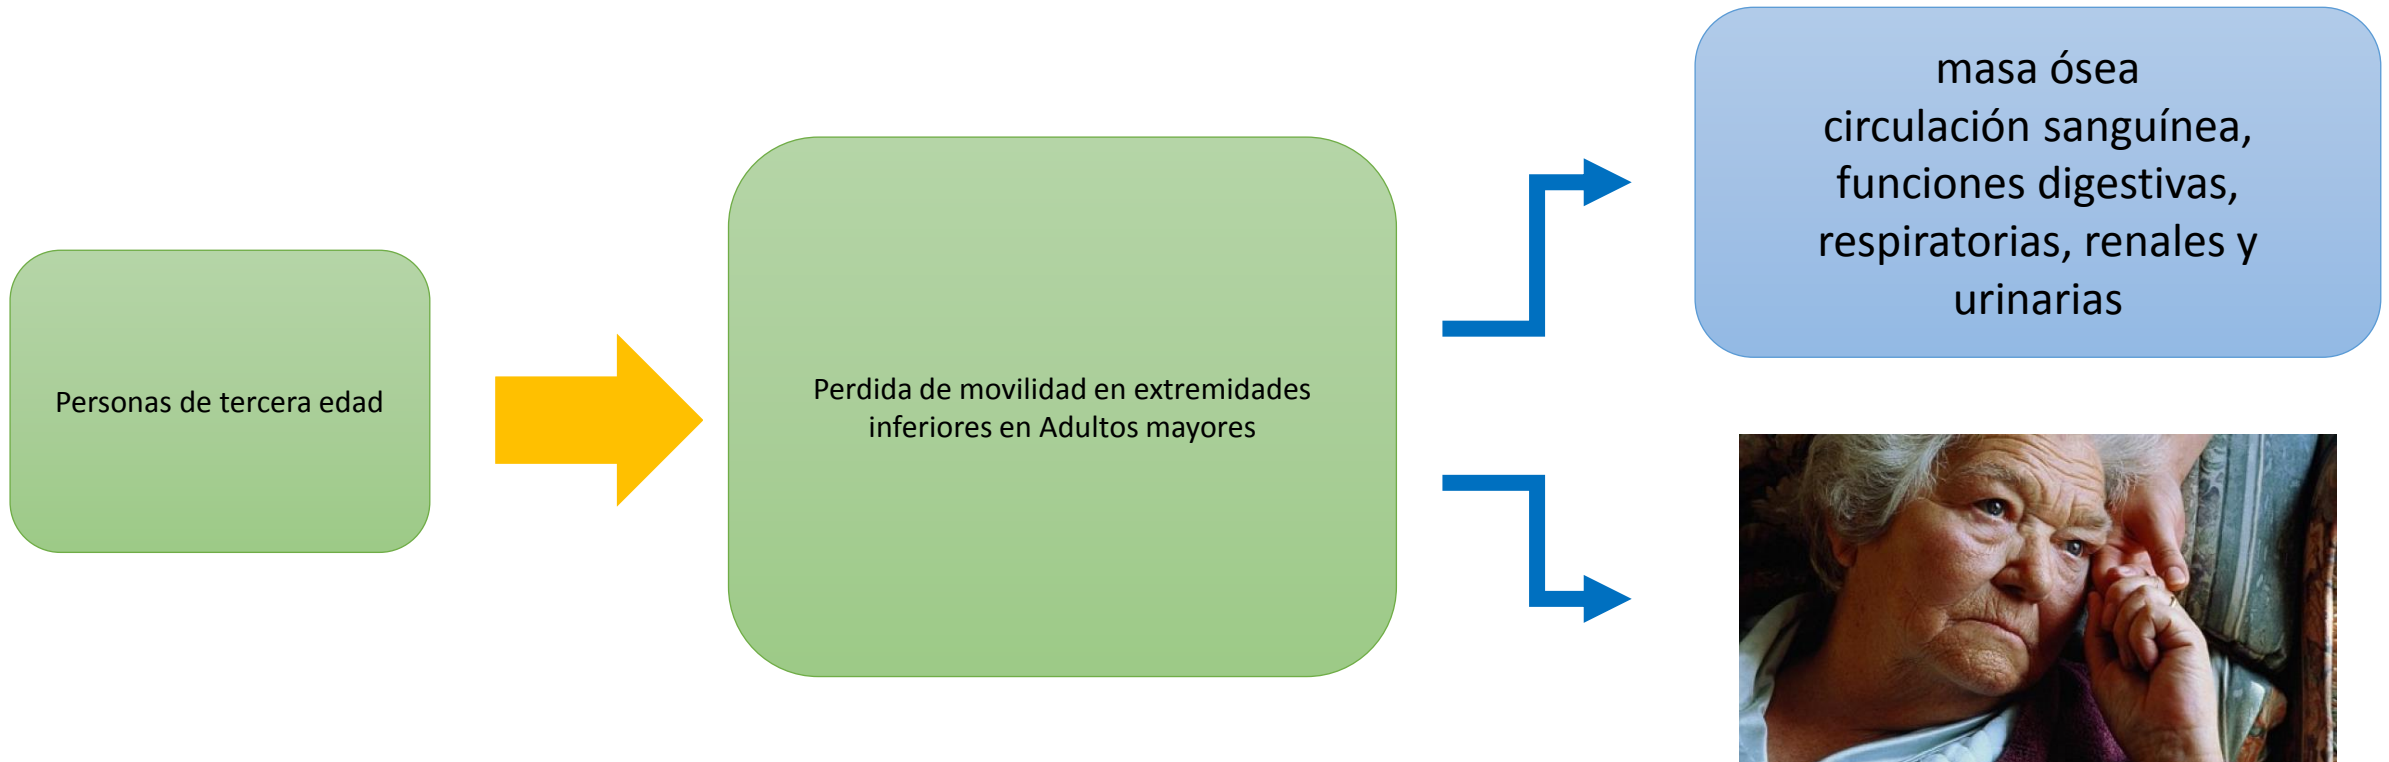 Personas de tercera edad
Perdida de movilidad en extremidades
inferiores en Adultos mayores
masa ósea
circulación sanguínea,
funciones digestivas,
respiratorias, renales y
urinarias